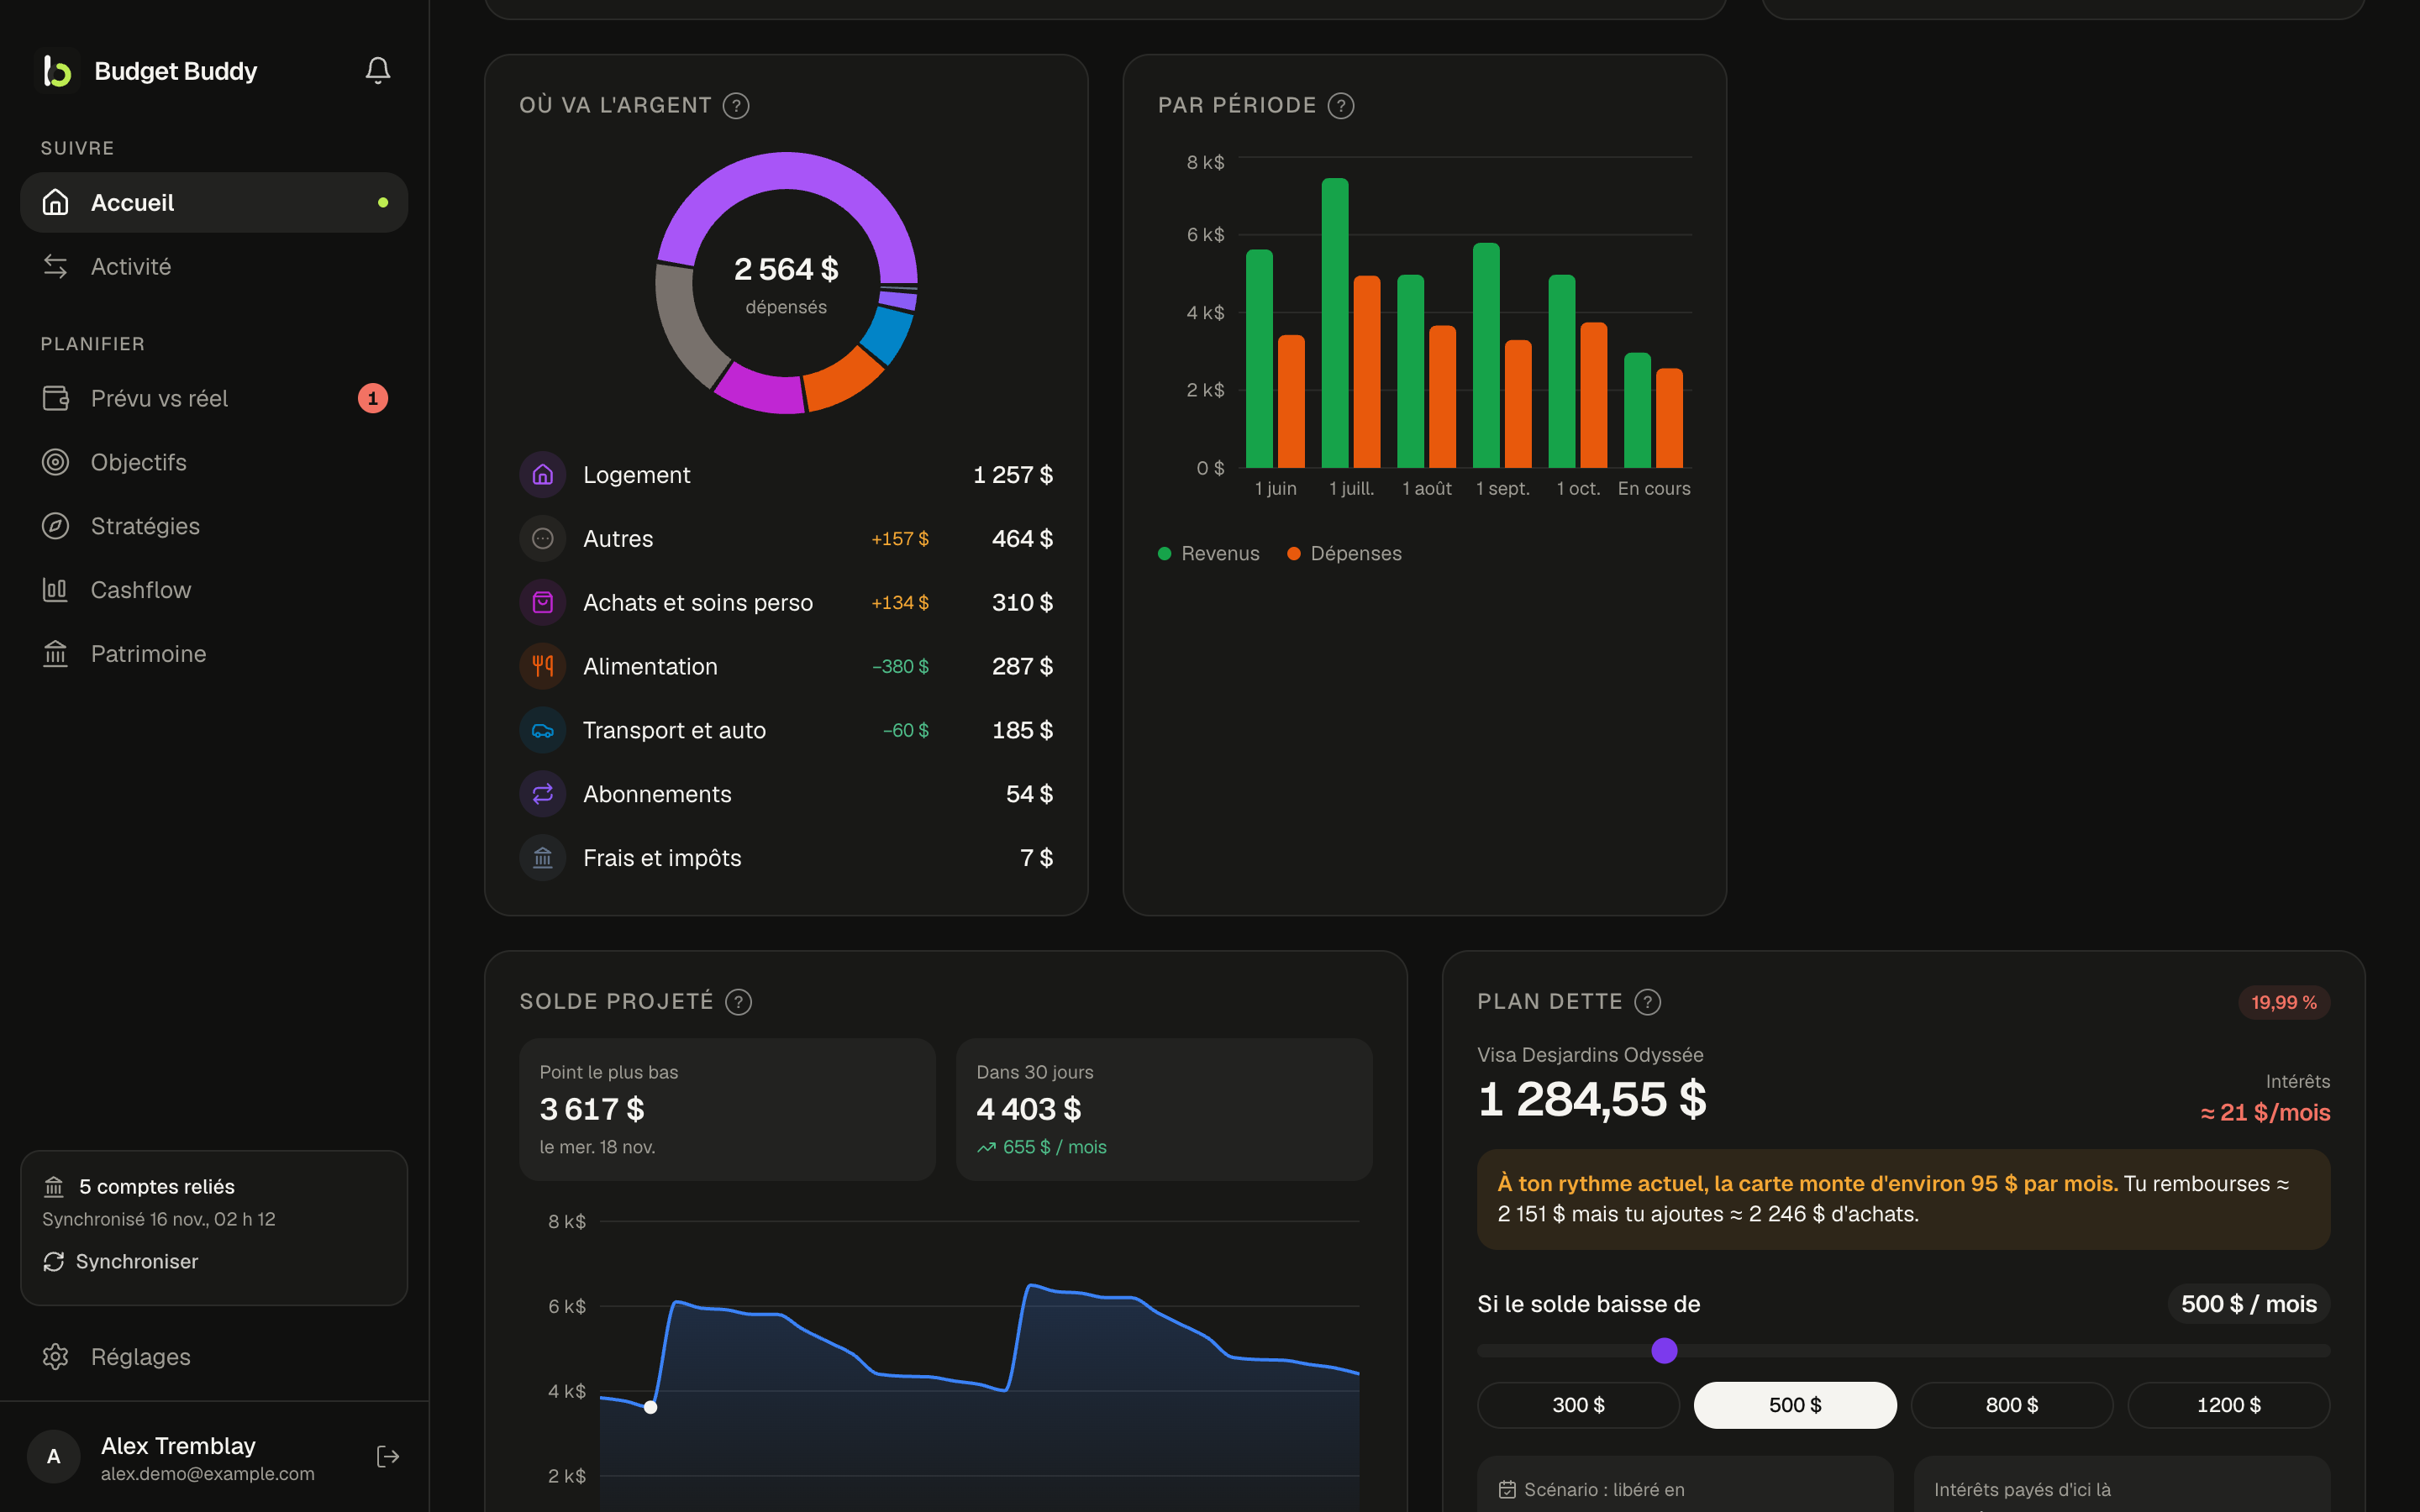 Budget Buddy
SUIVRE
Accueil
Activité
PLANIFIER
Prévu vs réel
1
Objectifs
Stratégies
Cashflow
Patrimoine
5 comptes reliés
Synchronisé 16 nov., 02 h 12
Synchroniser
Réglages
A
Alex Tremblay
alex.demo@example.com
OÙ VA L'ARGENT ?
2 564 $
dépensés
Logement 1 257 $
Autres +157 $ 464 $
Achats et soins perso +134 $ 310 $
Alimentation −380 $ 287 $
Transport et auto −60 $ 185 $
Abonnements 54 $
Frais et impôts 7 $
PAR PÉRIODE ?
8 k$
6 k$
4 k$
2 k$
0 $
1 juin 1 juill. 1 août 1 sept. 1 oct. En cours
Revenus Dépenses
SOLDE PROJETÉ ?
Point le plus bas
3 617 $
le mer. 18 nov.
Dans 30 jours
4 403 $
655 $ / mois
8 k$
6 k$
4 k$
2 k$
PLAN DETTE ?
19,99 %
Visa Desjardins Odyssée
1 284,55 $
Intérêts
≈ 21 $/mois
À ton rythme actuel, la carte monte d'environ 95 $ par mois. Tu rembourses ≈
2 151 $ mais tu ajoutes ≈ 2 246 $ d'achats.
Si le solde baisse de
500 $ / mois
300 $ 500 $ 800 $ 1200 $
Scénario : libéré en
Intérêts payés d'ici là